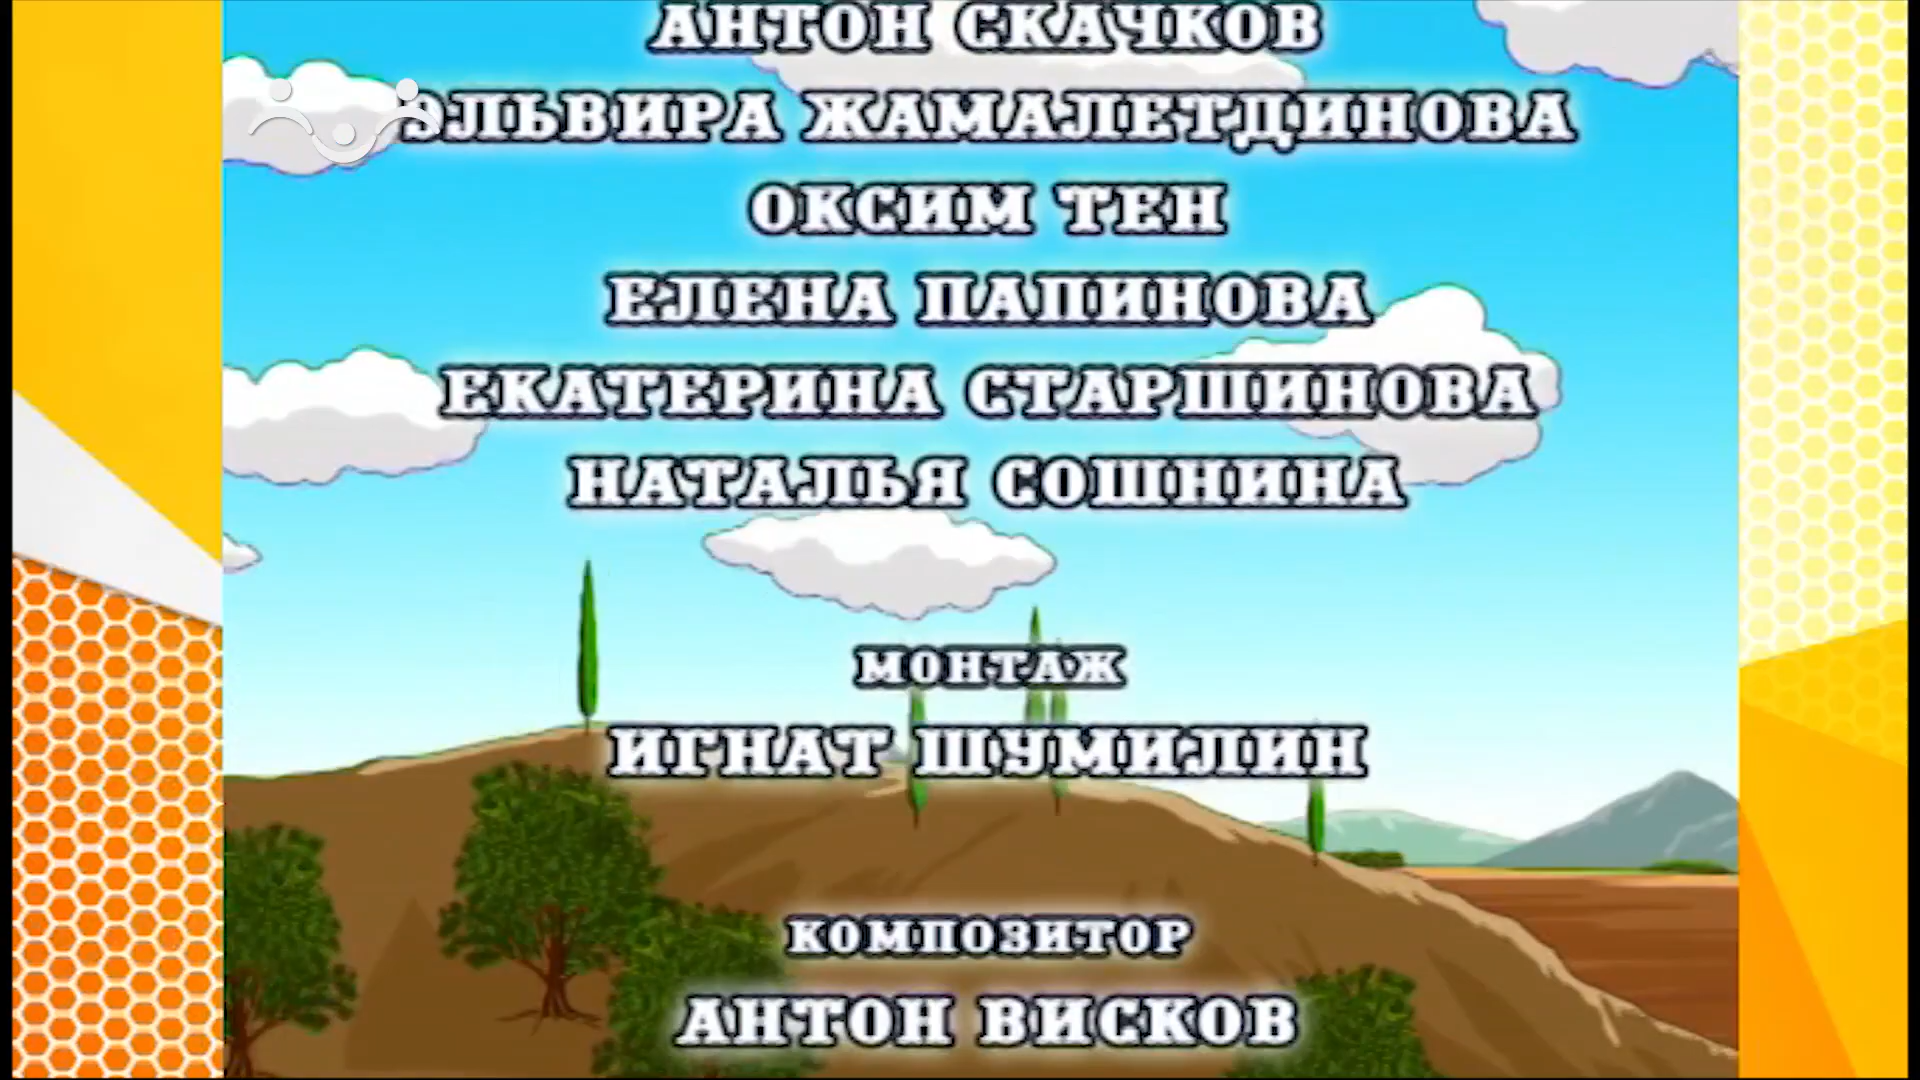 АНТОН СКАЧКОВ
ЭЛЬВИРА ЖАМАЛЕТДИНОВА
ОКСИМ ТЕН
ЕЛЕНА ПАПИНОВА
ЕКАТЕРИНА СТАРШИНОВА
НАТАЛЬЯ СОШНИНА
МОНТАЖ
ИГНАТ ШУМИЛИН
КОМПОЗИТОР
АНТОН ВИСКОВ